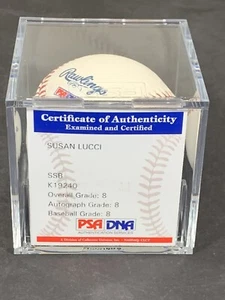 Rawlings
Certificate of Authenticity
Examined and Certified
SUSAN LUCCI
SSB
K19240
Overall Grade: 8
Autograph Grade: 8
Baseball Grade: 8
PSA DNA